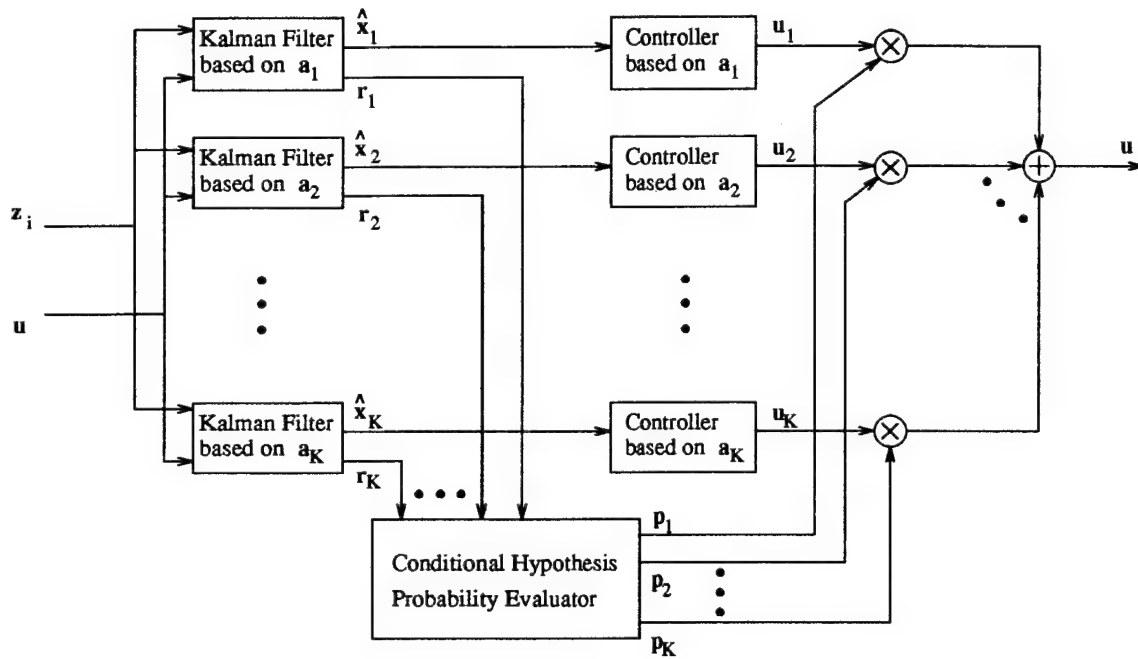 Kalman Filter
based on a1
x̂1
r1
Controller
based on a1
u1
Kalman Filter
based on a2
x̂2
r2
Controller
based on a2
u2
u
zi
u
Kalman Filter
based on aK
x̂K
rK
Controller
based on aK
uK
Conditional Hypothesis
Probability Evaluator
p1
p2
pK